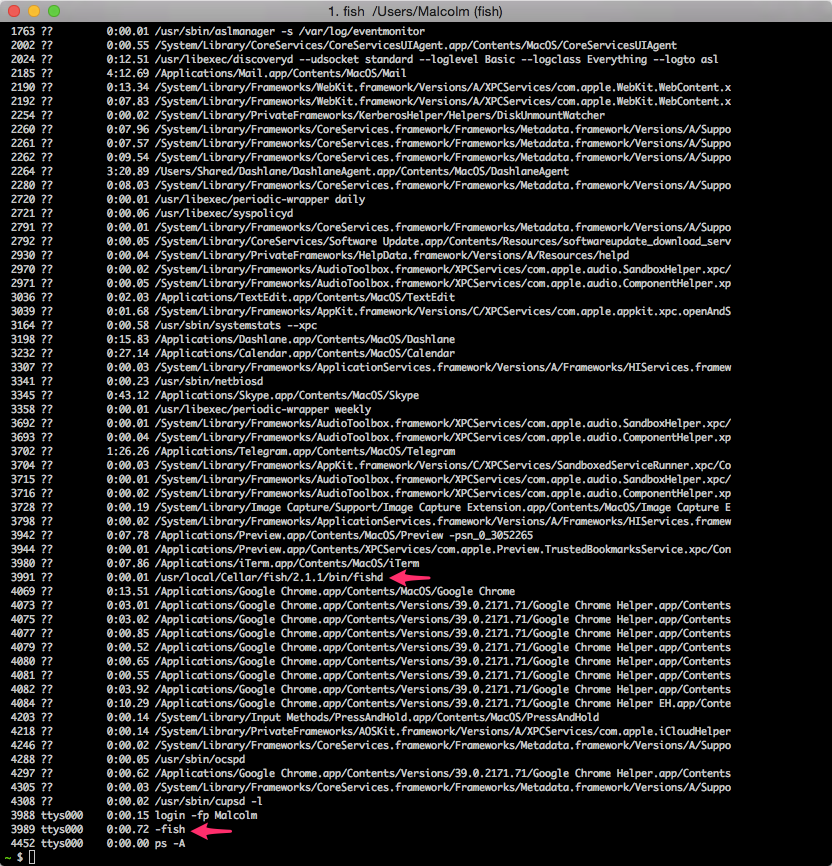 1. fish /Users/Malcolm (fish)
1763 ?? 0:00.01 /usr/sbin/aslmanager -s /var/log/eventmonitor
2002 ?? 0:00.55 /System/Library/CoreServices/CoreServicesUIAgent.app/Contents/MacOS/CoreServicesUIAgent
2024 ?? 0:12.51 /usr/libexec/discoveryd --udsocket standard --loglevel Basic --logclass Everything --logto asl
2185 ?? 4:12.69 /Applications/Mail.app/Contents/MacOS/Mail
2190 ?? 0:13.34 /System/Library/Frameworks/WebKit.framework/Versions/A/XPCServices/com.apple.WebKit.WebContent.x
2192 ?? 0:07.83 /System/Library/Frameworks/WebKit.framework/Versions/A/XPCServices/com.apple.WebKit.WebContent.x
2254 ?? 0:00.02 /System/Library/PrivateFrameworks/KerberosHelper/Helpers/DiskUnmountWatcher
2260 ?? 0:07.96 /System/Library/Frameworks/CoreServices.framework/Frameworks/Metadata.framework/Versions/A/Suppo
2261 ?? 0:07.57 /System/Library/Frameworks/CoreServices.framework/Frameworks/Metadata.framework/Versions/A/Suppo
2262 ?? 0:09.54 /System/Library/Frameworks/CoreServices.framework/Frameworks/Metadata.framework/Versions/A/Suppo
2264 ?? 3:20.89 /Users/Shared/Dashlane/DashlaneAgent.app/Contents/MacOS/DashlaneAgent
2280 ?? 0:08.03 /System/Library/Frameworks/CoreServices.framework/Frameworks/Metadata.framework/Versions/A/Suppo
2720 ?? 0:00.01 /usr/libexec/periodic-wrapper daily
2721 ?? 0:00.06 /usr/libexec/syspolicyd
2791 ?? 0:00.01 /System/Library/Frameworks/CoreServices.framework/Frameworks/Metadata.framework/Versions/A/Suppo
2792 ?? 0:00.05 /System/Library/CoreServices/Software Update.app/Contents/Resources/softwareupdate_download_serv
2930 ?? 0:00.04 /System/Library/PrivateFrameworks/HelpData.framework/Versions/A/Resources/helpd
2970 ?? 0:00.02 /System/Library/Frameworks/AudioToolbox.framework/XPCServices/com.apple.audio.SandboxHelper.xpc/
2971 ?? 0:00.05 /System/Library/Frameworks/AudioToolbox.framework/XPCServices/com.apple.audio.ComponentHelper.xp
3036 ?? 0:02.03 /Applications/TextEdit.app/Contents/MacOS/TextEdit
3039 ?? 0:01.68 /System/Library/Frameworks/AppKit.framework/Versions/C/XPCServices/com.apple.appkit.xpc.openAndS
3164 ?? 0:00.58 /usr/sbin/systemstats --xpc
3198 ?? 0:15.83 /Applications/Dashlane.app/Contents/MacOS/Dashlane
3232 ?? 0:27.14 /Applications/Calendar.app/Contents/MacOS/Calendar
3307 ?? 0:00.03 /System/Library/Frameworks/ApplicationServices.framework/Versions/A/Frameworks/HIServices.framew
3341 ?? 0:00.23 /usr/sbin/netbiosd
3345 ?? 0:43.12 /Applications/Skype.app/Contents/MacOS/Skype
3358 ?? 0:00.01 /usr/libexec/periodic-wrapper weekly
3692 ?? 0:00.01 /System/Library/Frameworks/AudioToolbox.framework/XPCServices/com.apple.audio.SandboxHelper.xpc/
3693 ?? 0:00.04 /System/Library/Frameworks/AudioToolbox.framework/XPCServices/com.apple.audio.ComponentHelper.xp
3702 ?? 1:26.26 /Applications/Telegram.app/Contents/MacOS/Telegram
3704 ?? 0:00.03 /System/Library/Frameworks/AppKit.framework/Versions/C/XPCServices/SandboxedServiceRunner.xpc/Co
3715 ?? 0:00.01 /System/Library/Frameworks/AudioToolbox.framework/XPCServices/com.apple.audio.SandboxHelper.xpc/
3716 ?? 0:00.02 /System/Library/Frameworks/AudioToolbox.framework/XPCServices/com.apple.audio.ComponentHelper.xp
3728 ?? 0:00.19 /System/Library/Image Capture/Support/Image Capture Extension.app/Contents/MacOS/Image Capture E
3798 ?? 0:00.02 /System/Library/Frameworks/ApplicationServices.framework/Versions/A/Frameworks/HIServices.framew
3942 ?? 0:07.78 /Applications/Preview.app/Contents/MacOS/Preview -psn_0_3052265
3944 ?? 0:00.01 /Applications/Preview.app/Contents/XPCServices/com.apple.Preview.TrustedBookmarksService.xpc/Con
3980 ?? 0:07.86 /Applications/iTerm.app/Contents/MacOS/iTerm
3991 ?? 0:00.01 /usr/local/Cellar/fish/2.1.1/bin/fishd
4069 ?? 0:13.51 /Applications/Google Chrome.app/Contents/MacOS/Google Chrome
4073 ?? 0:03.01 /Applications/Google Chrome.app/Contents/Versions/39.0.2171.71/Google Chrome Helper.app/Contents
4075 ?? 0:03.02 /Applications/Google Chrome.app/Contents/Versions/39.0.2171.71/Google Chrome Helper.app/Contents
4077 ?? 0:00.85 /Applications/Google Chrome.app/Contents/Versions/39.0.2171.71/Google Chrome Helper.app/Contents
4079 ?? 0:00.52 /Applications/Google Chrome.app/Contents/Versions/39.0.2171.71/Google Chrome Helper.app/Contents
4080 ?? 0:00.65 /Applications/Google Chrome.app/Contents/Versions/39.0.2171.71/Google Chrome Helper.app/Contents
4081 ?? 0:00.55 /Applications/Google Chrome.app/Contents/Versions/39.0.2171.71/Google Chrome Helper.app/Contents
4082 ?? 0:03.92 /Applications/Google Chrome.app/Contents/Versions/39.0.2171.71/Google Chrome Helper.app/Contents
4084 ?? 0:10.29 /Applications/Google Chrome.app/Contents/Versions/39.0.2171.71/Google Chrome Helper EH.app/Conte
4203 ?? 0:00.14 /System/Library/Input Methods/PressAndHold.app/Contents/MacOS/PressAndHold
4218 ?? 0:00.14 /System/Library/PrivateFrameworks/AOSKit.framework/Versions/A/XPCServices/com.apple.iCloudHelper
4246 ?? 0:00.02 /System/Library/Frameworks/CoreServices.framework/Frameworks/Metadata.framework/Versions/A/Suppo
4288 ?? 0:00.05 /usr/sbin/ocspd
4297 ?? 0:00.62 /Applications/Google Chrome.app/Contents/Versions/39.0.2171.71/Google Chrome Helper.app/Contents
4305 ?? 0:00.03 /System/Library/Frameworks/CoreServices.framework/Frameworks/Metadata.framework/Versions/A/Suppo
4308 ?? 0:00.02 /usr/sbin/cupsd -l
3988 ttys000 0:00.15 login -fp Malcolm
3989 ttys000 0:00.72 -fish
4452 ttys000 0:00.00 ps -A
~ $